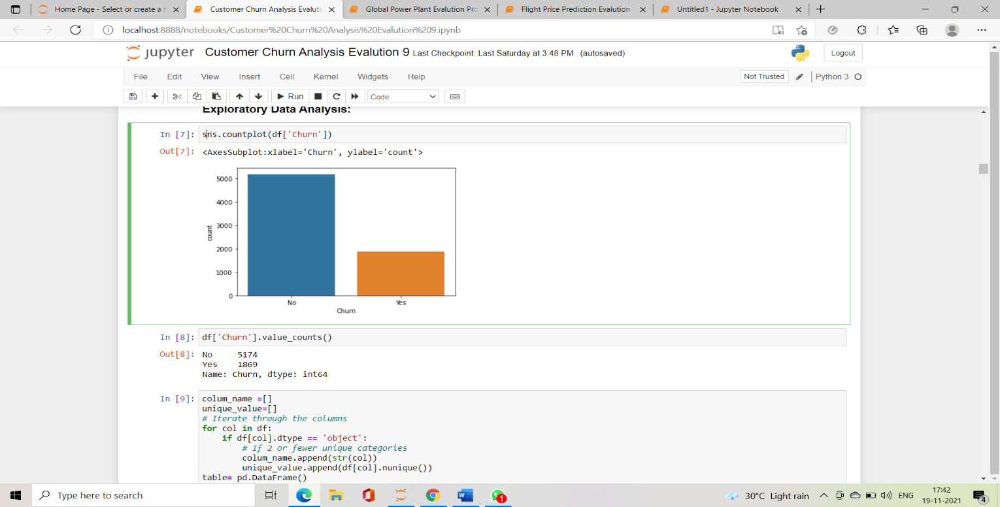 Home Page - Select or create a n
Customer Churn Analysis Evalutio
Global Power Plant Evalution Pro
Flight Price Prediction Evalution
Untitled1 - Jupyter Notebook
localhost:8888/notebooks/Customer%20Churn%20Analysis%20Evalution%209.ipynb
jupyter Customer Churn Analysis Evalution 9 Last Checkpoint: Last Saturday at 3:48 PM (autosaved)
Logout
File Edit View Insert Cell Kernel Widgets Help
Not Trusted
Python 3
Run
Code
Exploratory Data Analysis:
In [7]: sns.countplot(df['Churn'])
Out[7]: <AxesSubplot:xlabel='Churn', ylabel='count'>
5000
4000
3000
2000
1000
0
count
No Yes
Churn
In [8]: df['Churn'].value_counts()
Out[8]: No 5174
Yes 1869
Name: Churn, dtype: int64
In [9]: colum_name =[]
unique_value=[]
# Iterate through the columns
for col in df:
if df[col].dtype == 'object':
# If 2 or fewer unique categories
colum_name.append(str(col))
unique_value.append(df[col].nunique())
table= pd.DataFrame()
Type here to search
W
1
30°C Light rain
ENG
17:42
19-11-2021
4